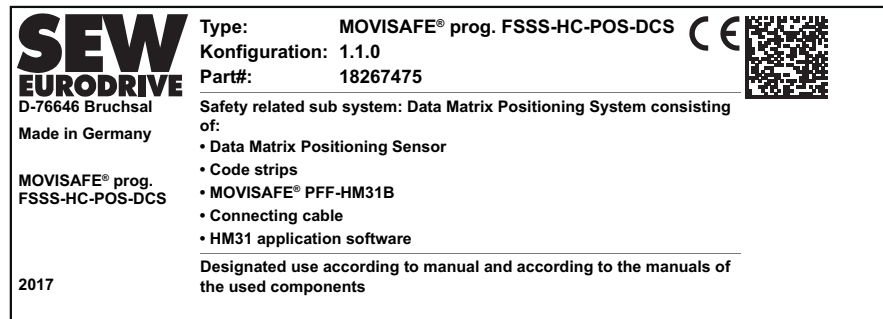 SEW
EURODRIVE
D-76646 Bruchsal
Made in Germany
MOVISAFE® prog.
FSSS-HC-POS-DCS
2017
Type: MOVISAFE® prog. FSSS-HC-POS-DCS CE
Konfiguration: 1.1.0
Part#: 18267475
Safety related sub system: Data Matrix Positioning System consisting
of:
• Data Matrix Positioning Sensor
• Code strips
• MOVISAFE® PFF-HM31B
• Connecting cable
• HM31 application software
Designated use according to manual and according to the manuals of
the used components